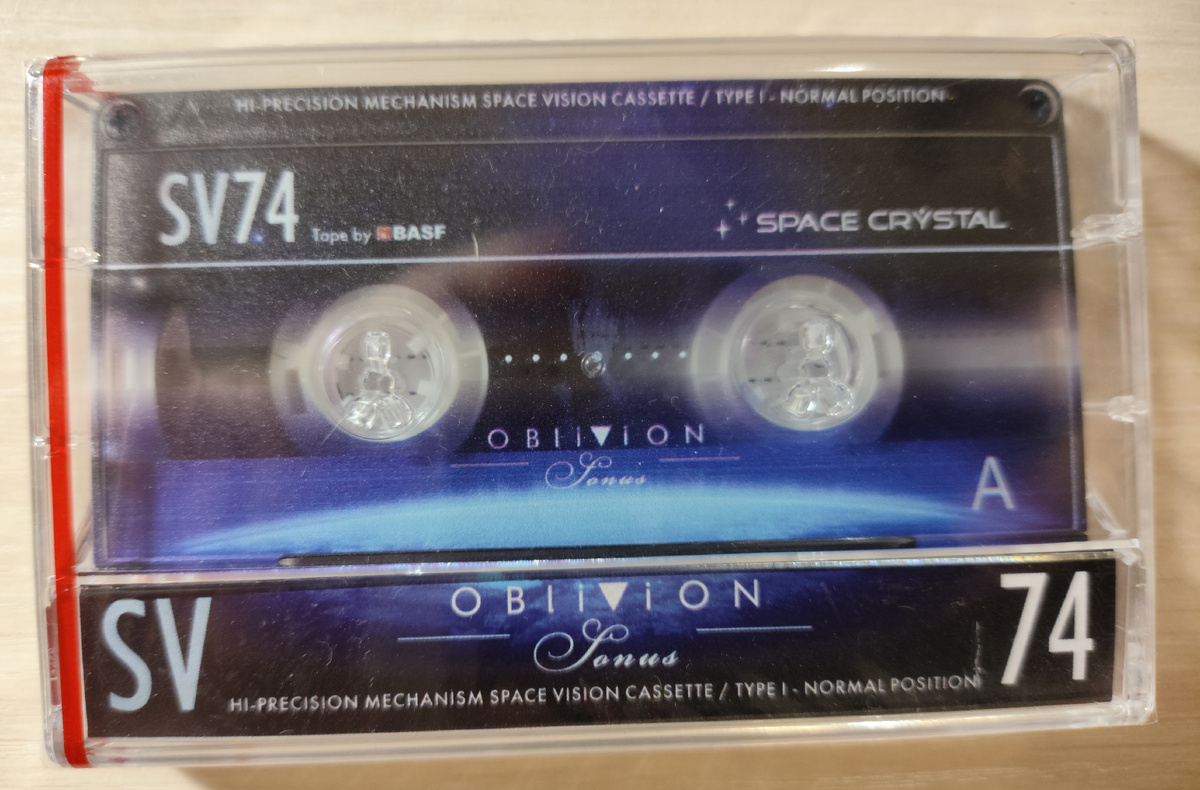 HI-PRECISION MECHANISM SPACE VISION CASSETTE / TYPE I - NORMAL POSITION
SV74 Tape by BASF
SPACE CRÝSTAL
OBLiViON
Sonus
A
SV
OBLiViON
Sonus
HI-PRECISION MECHANISM SPACE VISION CASSETTE / TYPE I - NORMAL POSITION
74